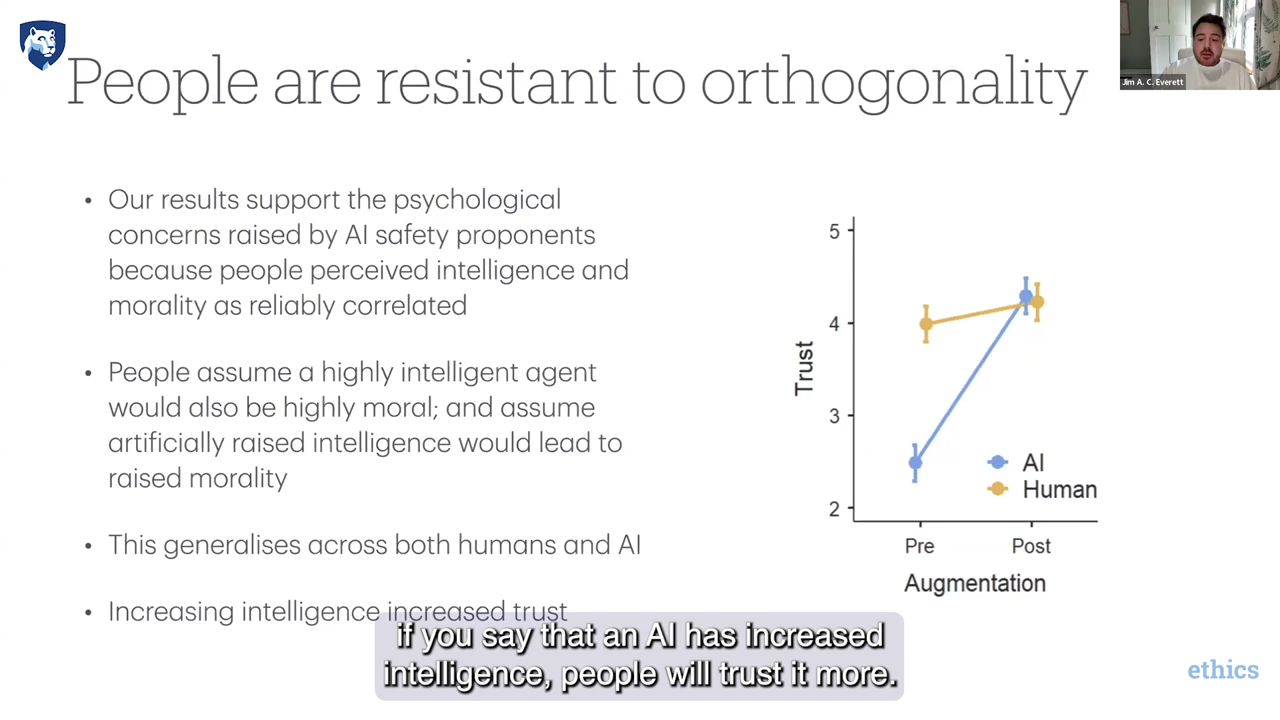 People are resistant to orthogonality
Jim A. C. Everett
• Our results support the psychological
concerns raised by AI safety proponents
because people perceived intelligence and
morality as reliably correlated
• People assume a highly intelligent agent
would also be highly moral; and assume
artificially raised intelligence would lead to
raised morality
• This generalises across both humans and AI
• Increasing intelligence increased trust
5
4
3
2
Trust
AI
Human
Pre
Post
Augmentation
if you say that an AI has increased
intelligence, people will trust it more.
ethics